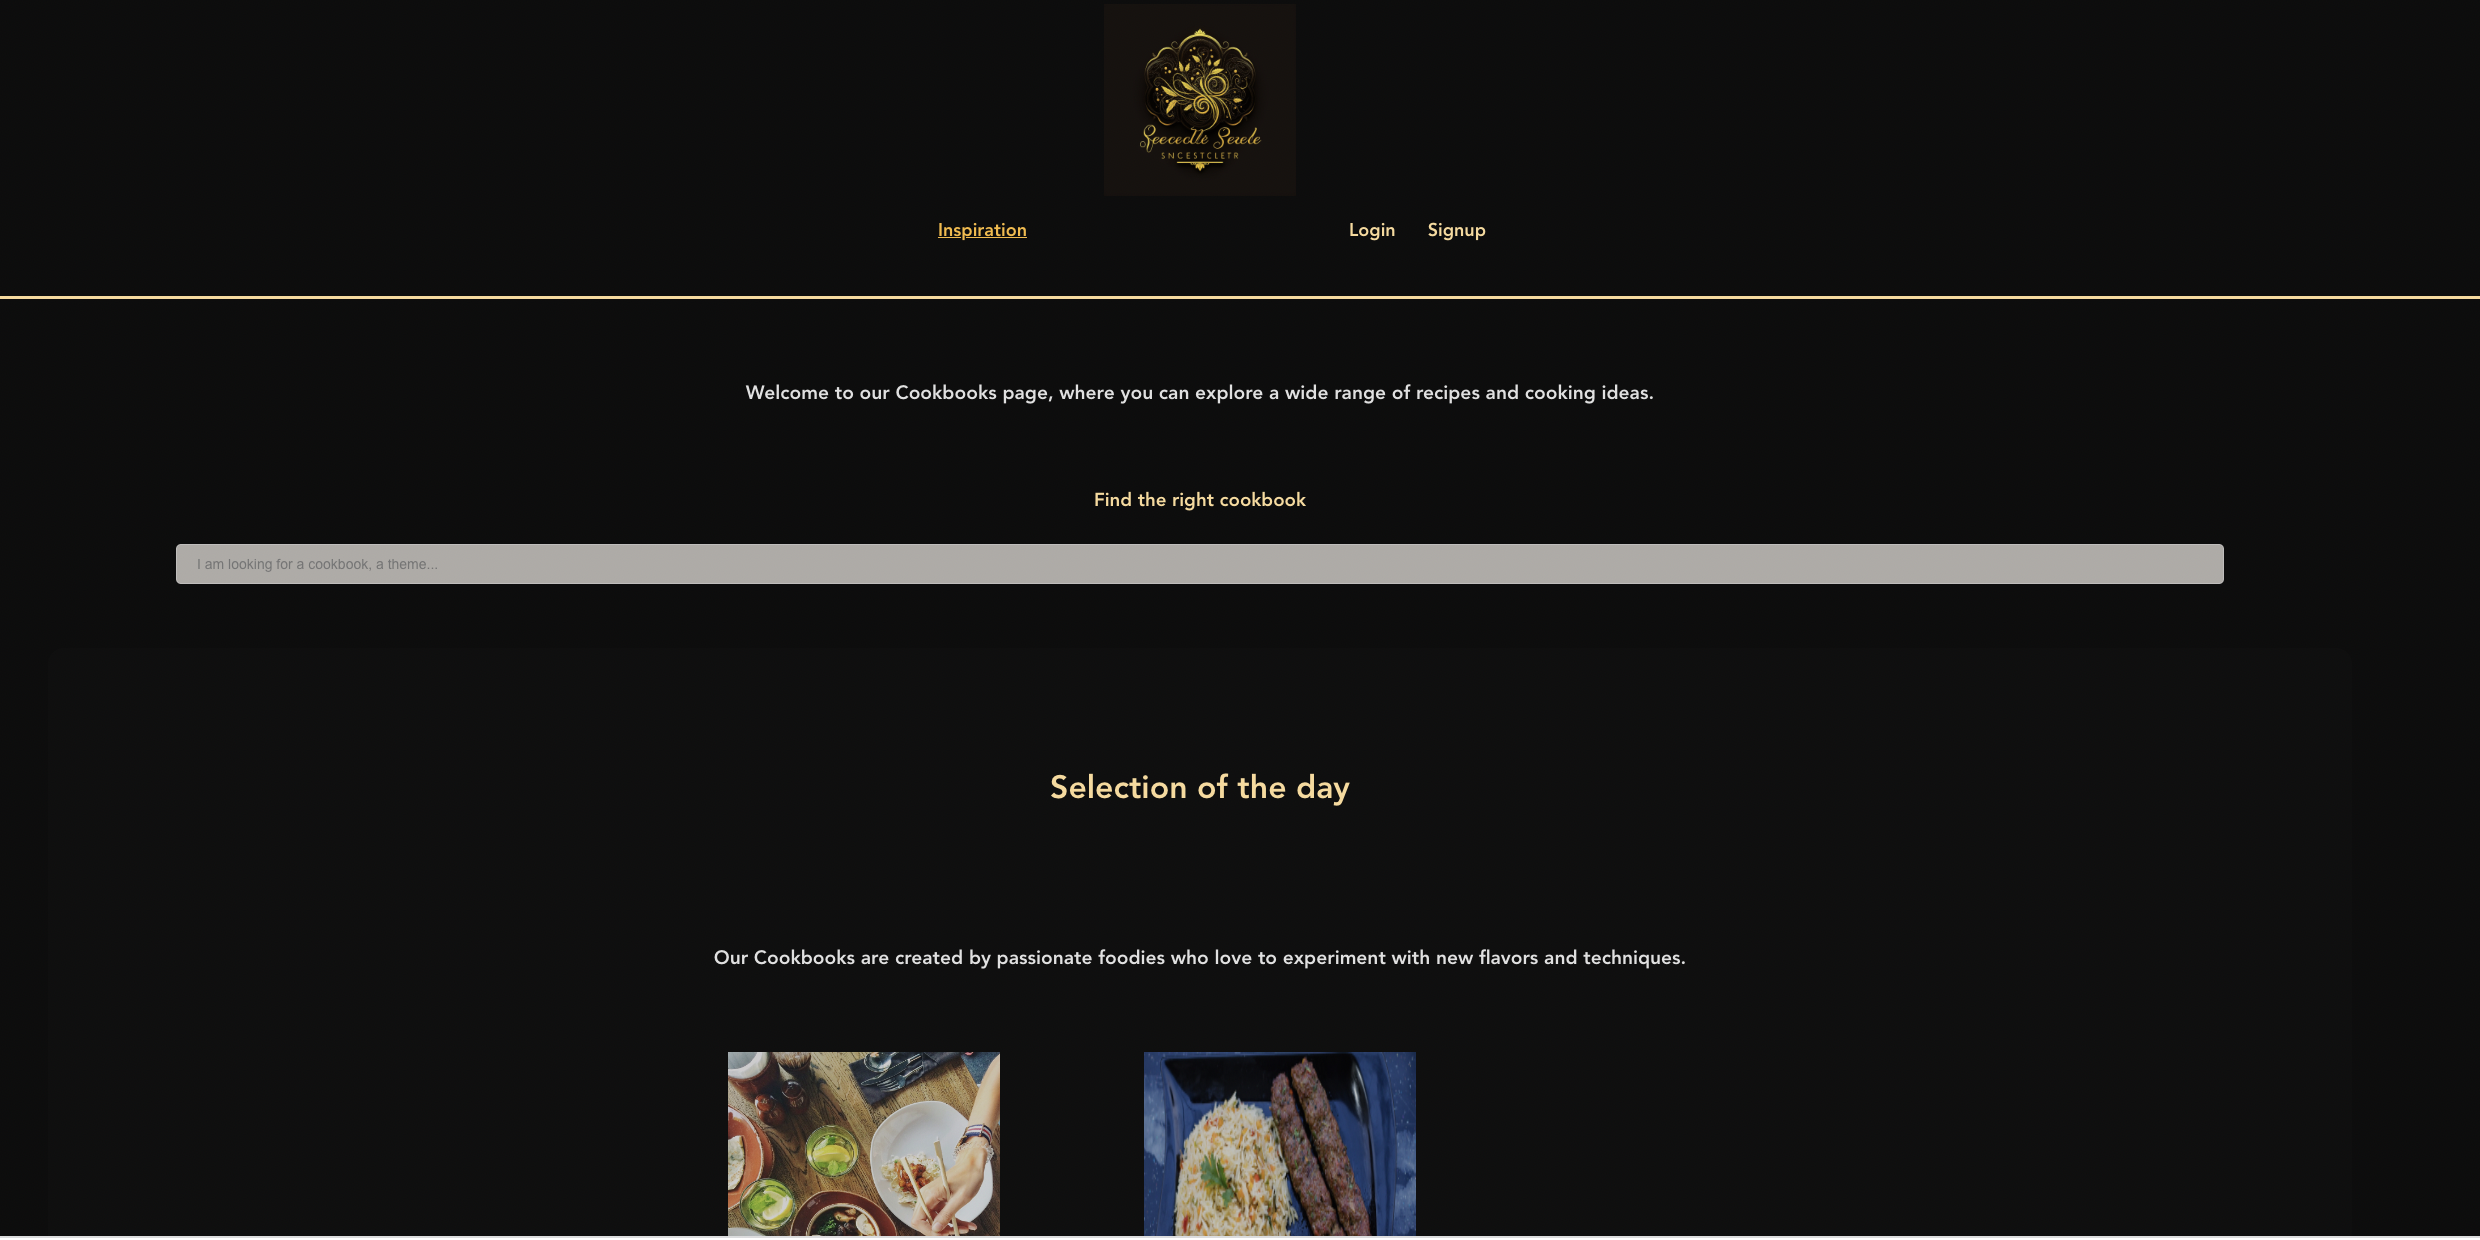 SNCESTCLETR
Inspiration
Login
Signup
Welcome to our Cookbooks page, where you can explore a wide range of recipes and cooking ideas.
Find the right cookbook
I am looking for a cookbook, a theme...
Selection of the day
Our Cookbooks are created by passionate foodies who love to experiment with new flavors and techniques.